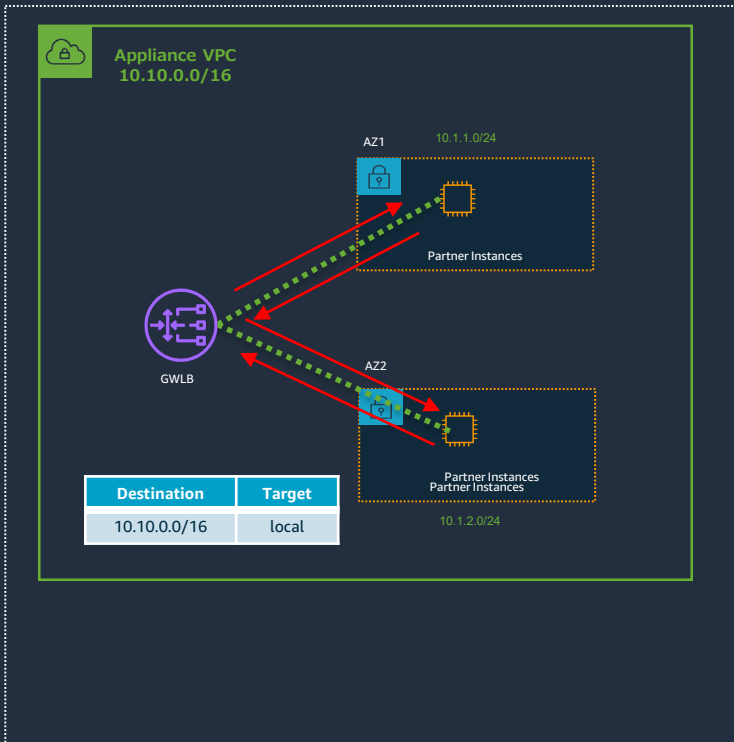 Appliance VPC
10.10.0.0/16
AZ1
10.1.1.0/24
Partner Instances
GWLB
AZ2
Partner Instances
Partner Instances
10.1.2.0/24
Destination Target
10.10.0.0/16 local